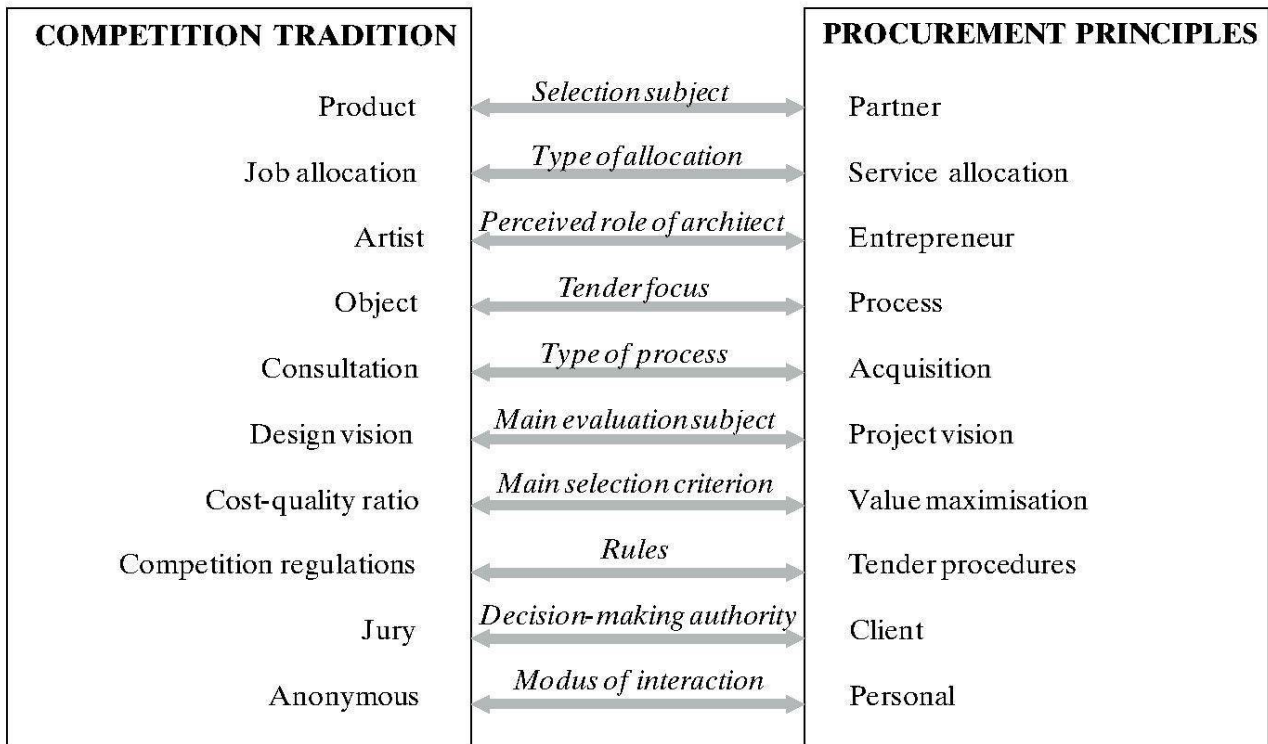 COMPETITION TRADITION PROCUREMENT PRINCIPLES
Product Selection subject Partner
Job allocation Type of allocation Service allocation
Artist Perceived role of architect Entrepreneur
Object Tender focus Process
Consultation Type of process Acquisition
Design vision Main evaluation subject Project vision
Cost-quality ratio Main selection criterion Value maximisation
Competition regulations Rules Tender procedures
Jury Decision-making authority Client
Anonymous Modus of interaction Personal